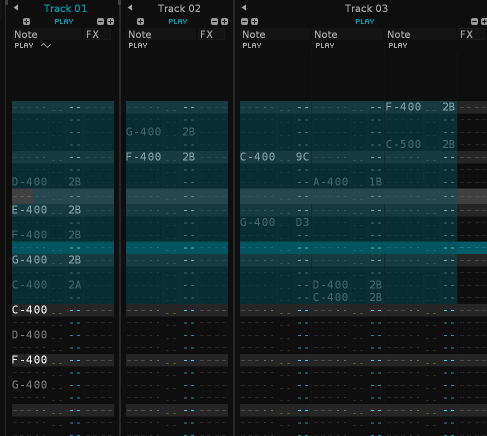 Track 01 Track 02 Track 03
PLAY PLAY PLAY
Note FX Note FX Note Note Note FX
PLAY PLAY PLAY PLAY PLAY
F-400 2B
G-400 2B
C-500 2B
F-400 2B C-400 9C
D-400 2B A-400 1B
E-400 2B
G-400 D3
F-400 2B
G-400 2B
C-400 2A D-400 2B
C-400 2B
C-400
D-400
F-400
G-400